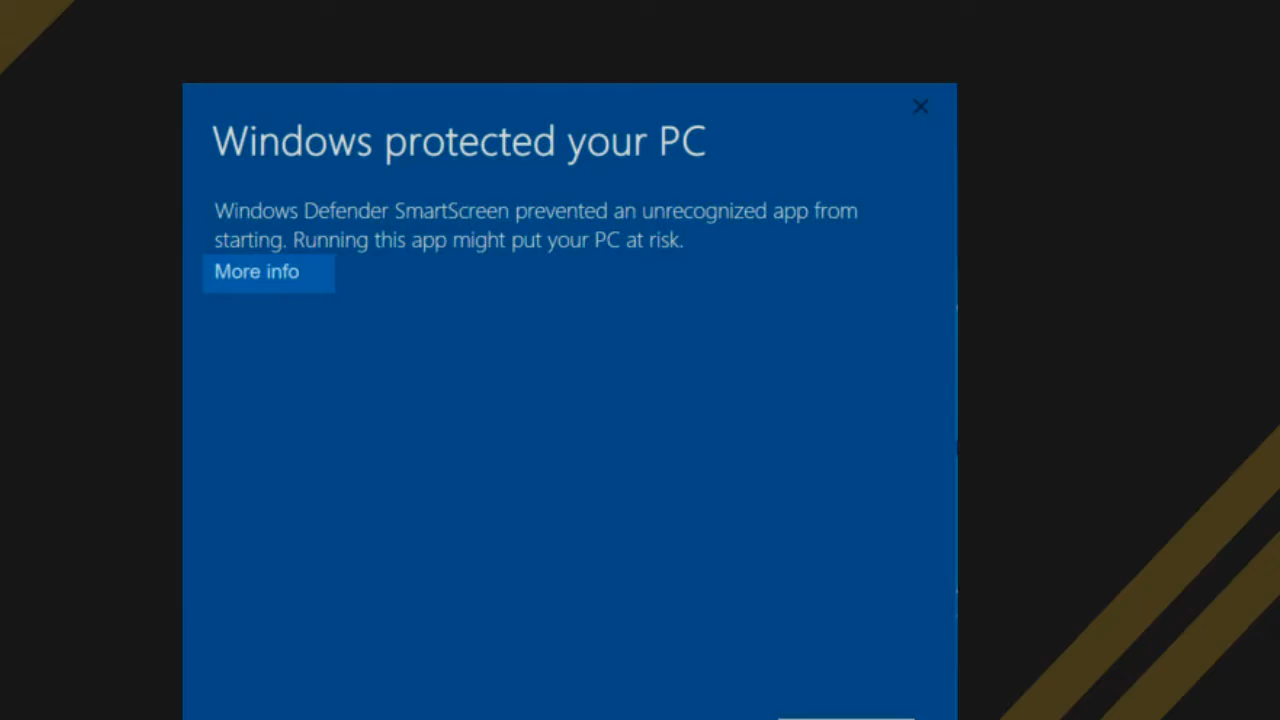 Windows protected your PC
Windows Defender SmartScreen prevented an unrecognized app from
starting. Running this app might put your PC at risk.
More info